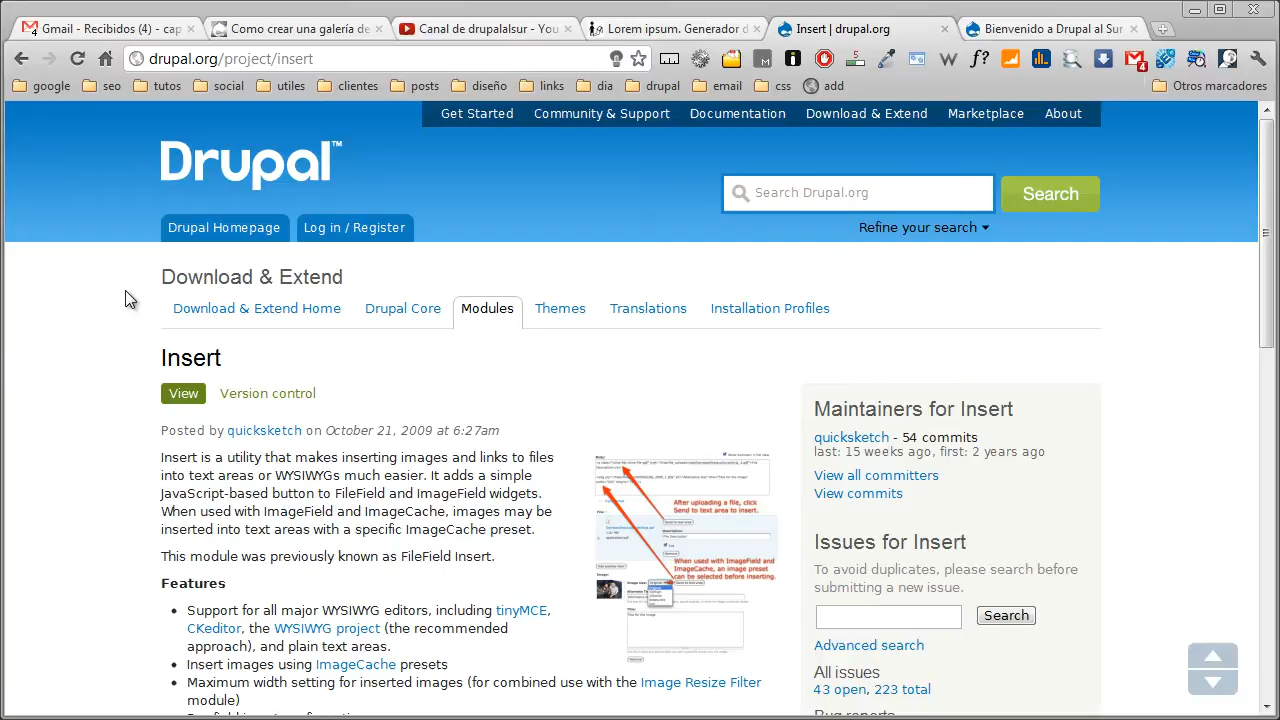 Gmail - Recibidos (4) - cap
Como crear una galería de
Canal de drupalsur - You
Lorem ipsum. Generador d
Insert | drupal.org
Bienvenido a Drupal al Sur
drupal.org/project/insert
google
seo
tutos
social
utiles
clientes
posts
diseño
links
dia
drupal
email
css
add
Otros marcadores
Get Started
Community & Support
Documentation
Download & Extend
Marketplace
About
Drupal™
Search Drupal.org
Search
Drupal Homepage
Log in / Register
Refine your search
Download & Extend
Download & Extend Home
Drupal Core
Modules
Themes
Translations
Installation Profiles
Insert
View
Version control
Posted by quicksketch on October 21, 2009 at 6:27am
Insert is a utility that makes inserting images and links to files
into text areas or WYSIWYG editors easier. It adds a simple
JavaScript-based button to FileField and ImageField widgets.
When used with ImageField and ImageCache, images may be
inserted into text areas with a specific ImageCache preset.
This module was previously known as FileField Insert.
Features
• Support for all major WYSIWYG editors, including tinyMCE,
CKeditor, the WYSIWYG project (the recommended
approach), and plain text areas.
• Insert images using ImageCache presets
• Maximum width setting for inserted images (for combined use with the Image Resize Filter
module)
After uploading a file, click
Send to text area to insert.
When used with ImageField and
ImageCache, an image preset
can be selected before inserting.
Maintainers for Insert
quicksketch - 54 commits
last: 15 weeks ago, first: 2 years ago
View all committers
View commits
Issues for Insert
To avoid duplicates, please search before
submitting a new issue.
Search
Advanced search
All issues
43 open, 223 total
Bug reports